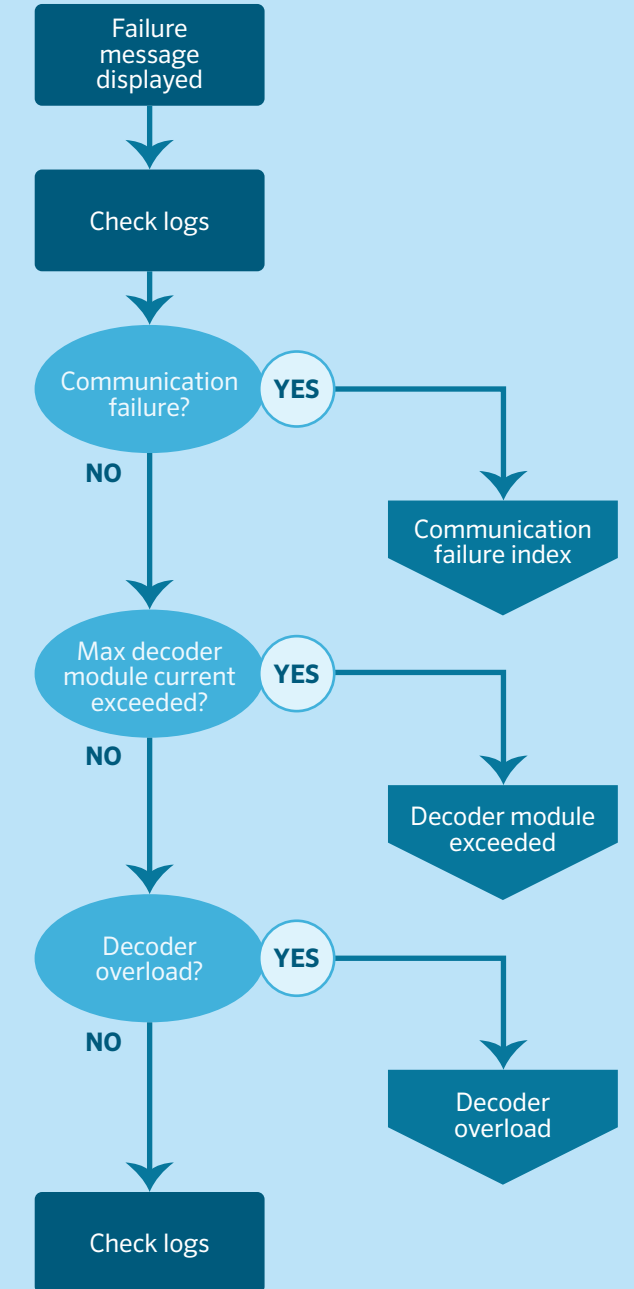 Failure
message
displayed
Check logs
Communication
failure?
YES
NO
Communication
failure index
Max decoder
module current
exceeded?
YES
NO
Decoder module
exceeded
Decoder
overload?
YES
NO
Decoder
overload
Check logs